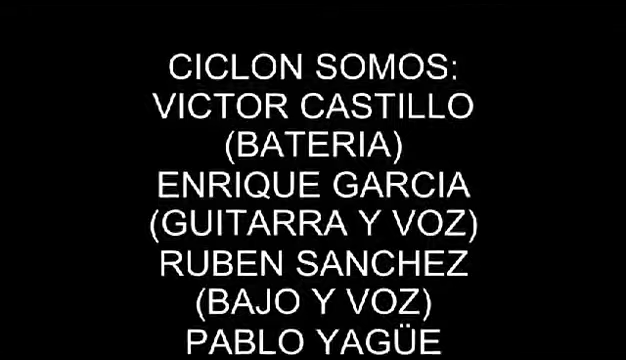 CICLON SOMOS:
VICTOR CASTILLO
(BATERIA)
ENRIQUE GARCIA
(GUITARRA Y VOZ)
RUBEN SANCHEZ
(BAJO Y VOZ)
PABLO YAGÜE